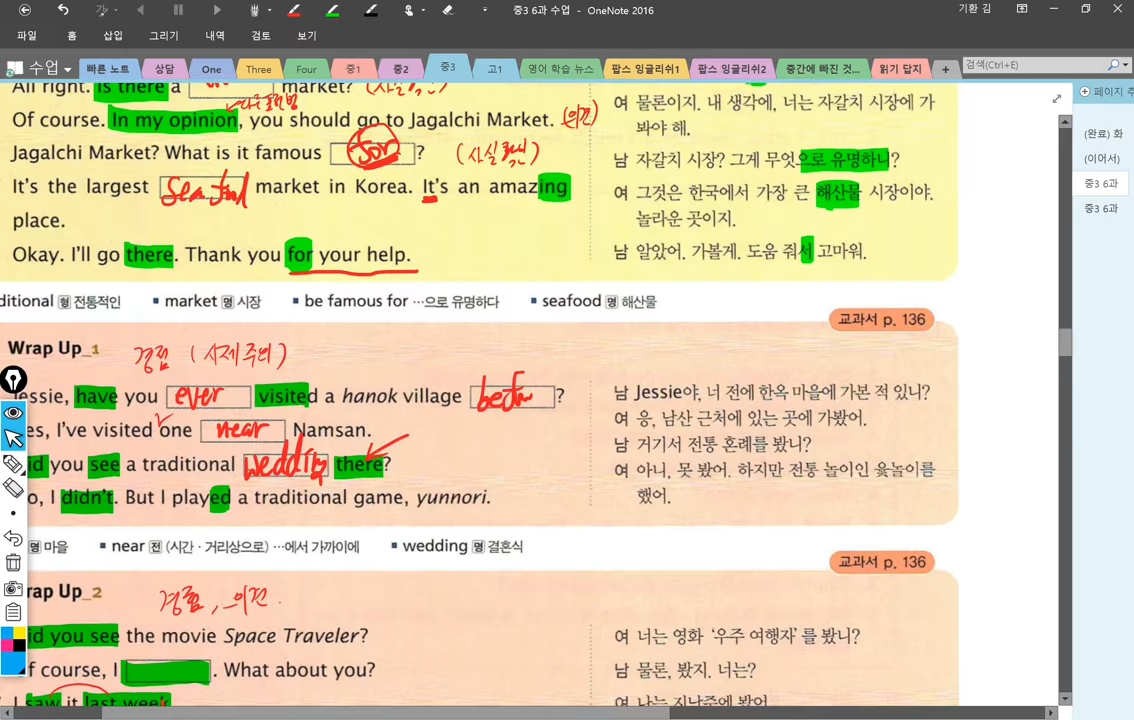 중3 6과 수업 - OneNote 2016
기환 김
파일 홈 삽입 그리기 내역 검토 보기
수업 빠른 노트 상담 One Three Four 중1 중2 중3 고1 영어 학습 뉴스 팝스 잉글리쉬1 팝스 잉글리쉬2 중간에 빠진 것... 읽기 답지 +
검색(Ctrl+E)
페이지 추
(완료) 화
(이어서)
중3 6과
중3 6과
All right. Is there a market? (사실확인)
Of course. In my opinion, you should go to Jagalchi Market. (의견)
여 물론이지. 내 생각에, 너는 자갈치 시장에 가
봐야 해.
Jagalchi Market? What is it famous for? (사실확인)
남 자갈치 시장? 그게 무엇으로 유명하니?
It's the largest seafood market in Korea. It's an amazing
place.
여 그것은 한국에서 가장 큰 해산물 시장이야.
놀라운 곳이지.
Okay. I'll go there. Thank you for your help.
남 알았어. 가볼게. 도움 줘서 고마워.
ditional 형 전통적인 ▪ market 명 시장 ▪ be famous for …으로 유명하다 ▪ seafood 명 해산물
교과서 p. 136
Wrap Up_1 경점 (시제주의)
Jessie, have you ever visited a hanok village before?
남 Jessie야, 너 전에 한옥 마을에 가본 적 있니?
es, I've visited one near Namsan.
여 응, 남산 근처에 있는 곳에 가봤어.
id you see a traditional wedding there?
남 거기서 전통 혼례를 봤니?
o, I didn't. But I played a traditional game, yunnori.
여 아니, 못 봤어. 하지만 전통 놀이인 윷놀이를
했어.
명 마을 ▪ near 전 (시간·거리상으로) …에서 가까이에 ▪ wedding 명 결혼식
교과서 p. 136
rap Up_2 경험, 의견.
id you see the movie Space Traveler?
여 너는 영화 '우주 여행자'를 봤니?
f course, I . What about you?
남 물론, 봤지. 너는?
I saw it last week
여 나는 지난주에 봤어